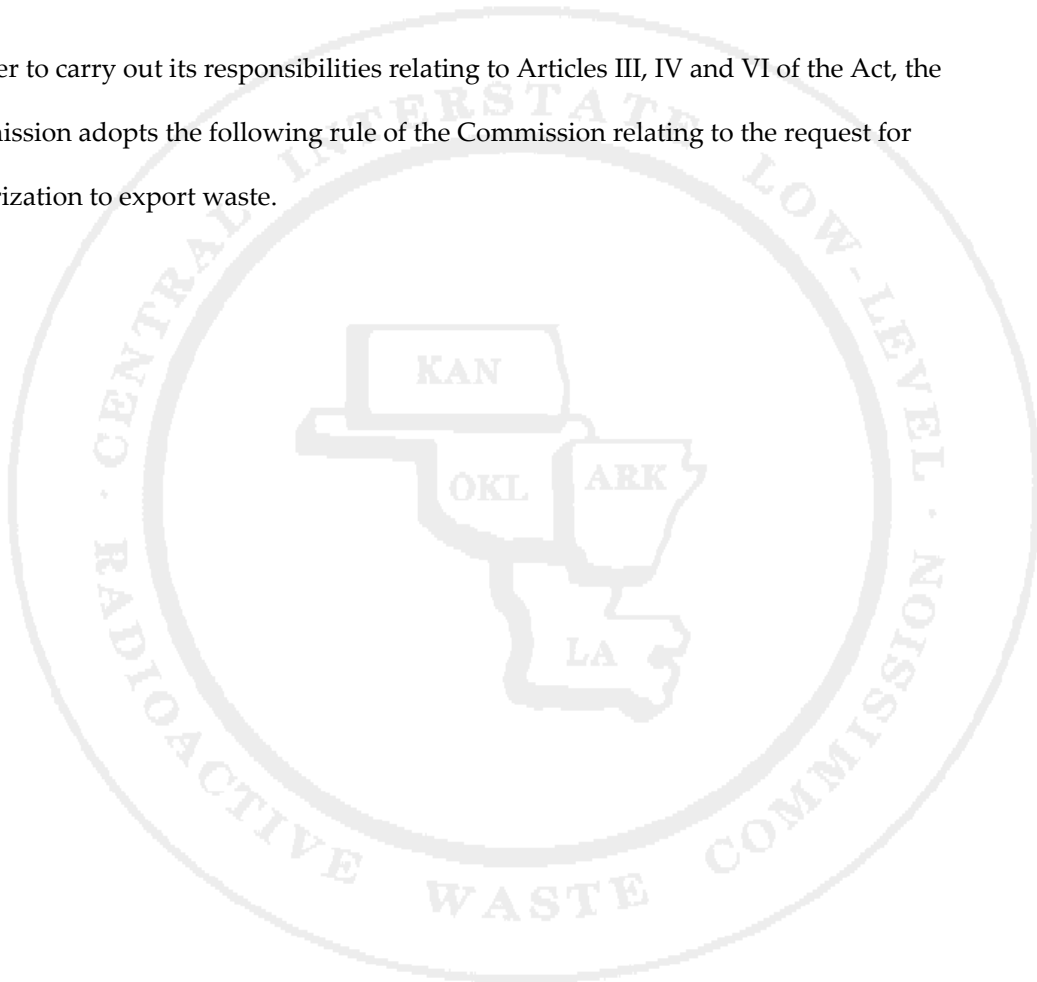 er to carry out its responsibilities relating to Articles III, IV and VI of the Act, the
nission adopts the following rule of the Commission relating to the request for
rization to export waste.
CENTRAL INTERSTATE LOW-LEVEL
RADIOACTIVE WASTE COMMISSION
KAN
OKL
ARK
LA